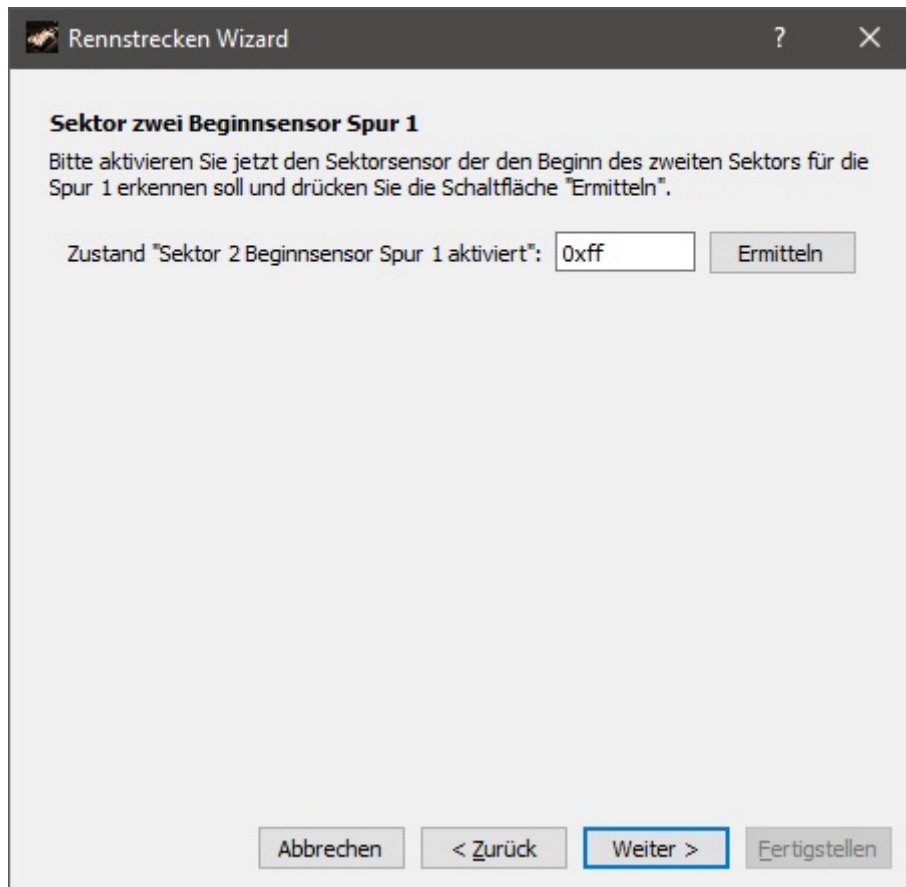 Rennstrecken Wizard
?
Sektor zwei Beginnsensor Spur 1
Bitte aktivieren Sie jetzt den Sektorsensor der den Beginn des zweiten Sektors für die
Spur 1 erkennen soll und drücken Sie die Schaltfläche "Ermitteln".
Zustand "Sektor 2 Beginnsensor Spur 1 aktiviert": 0xff Ermitteln
Abbrechen < Zurück Weiter > Fertigstellen